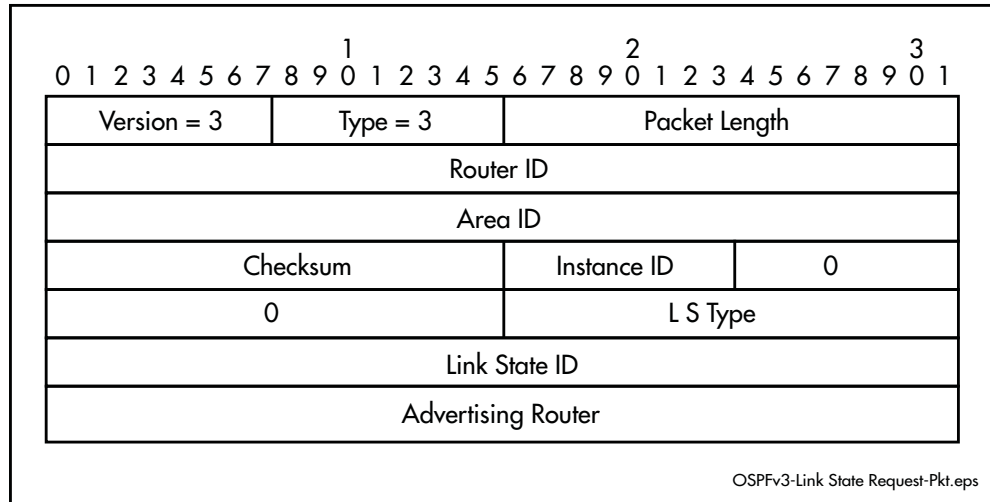 1 2 3
0 1 2 3 4 5 6 7 8 9 0 1 2 3 4 5 6 7 8 9 0 1 2 3 4 5 6 7 8 9 0 1
Version = 3 Type = 3 Packet Length
Router ID
Area ID
Checksum Instance ID 0
0 L S Type
Link State ID
Advertising Router
OSPFv3-Link State Request-Pkt.eps